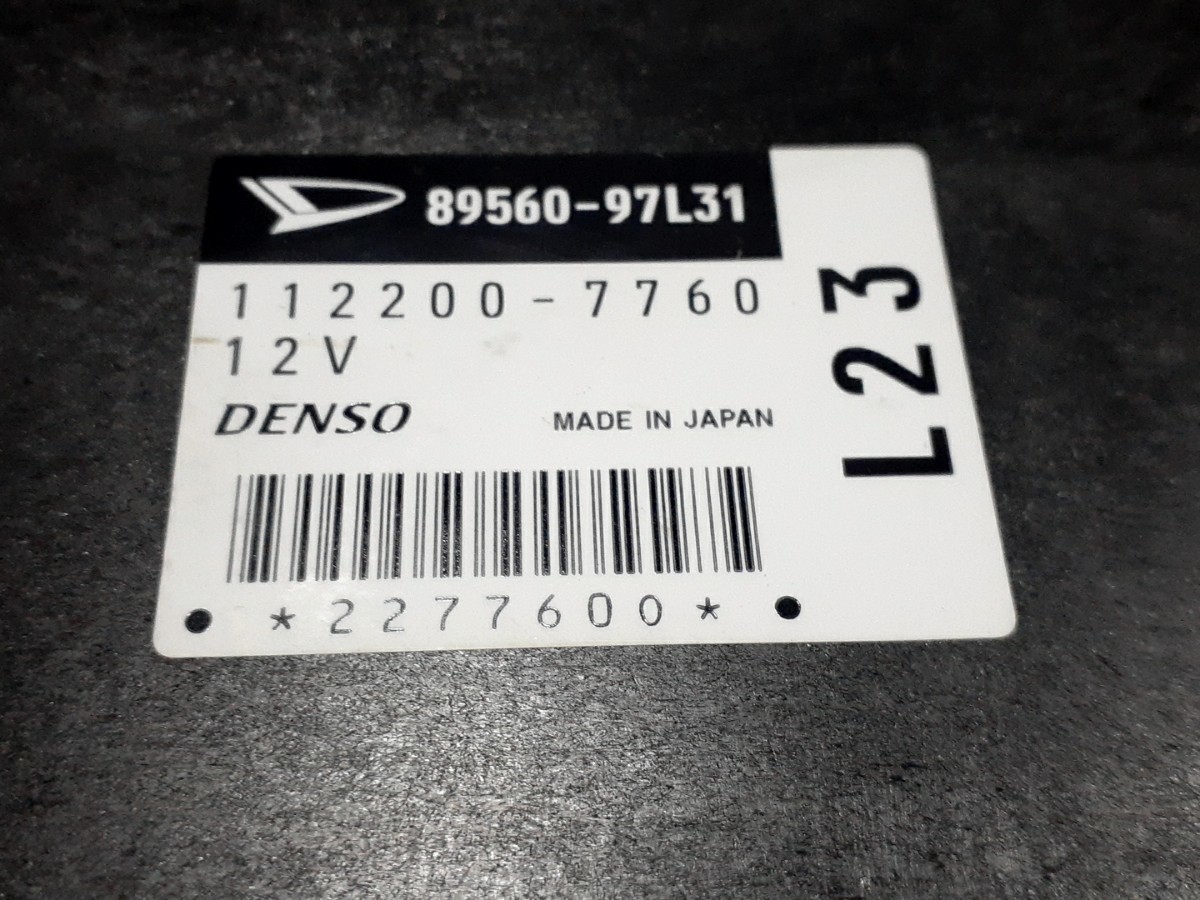 89560-97L31
112200-7760
12V
DENSO
MADE IN JAPAN
*2277600*
L23